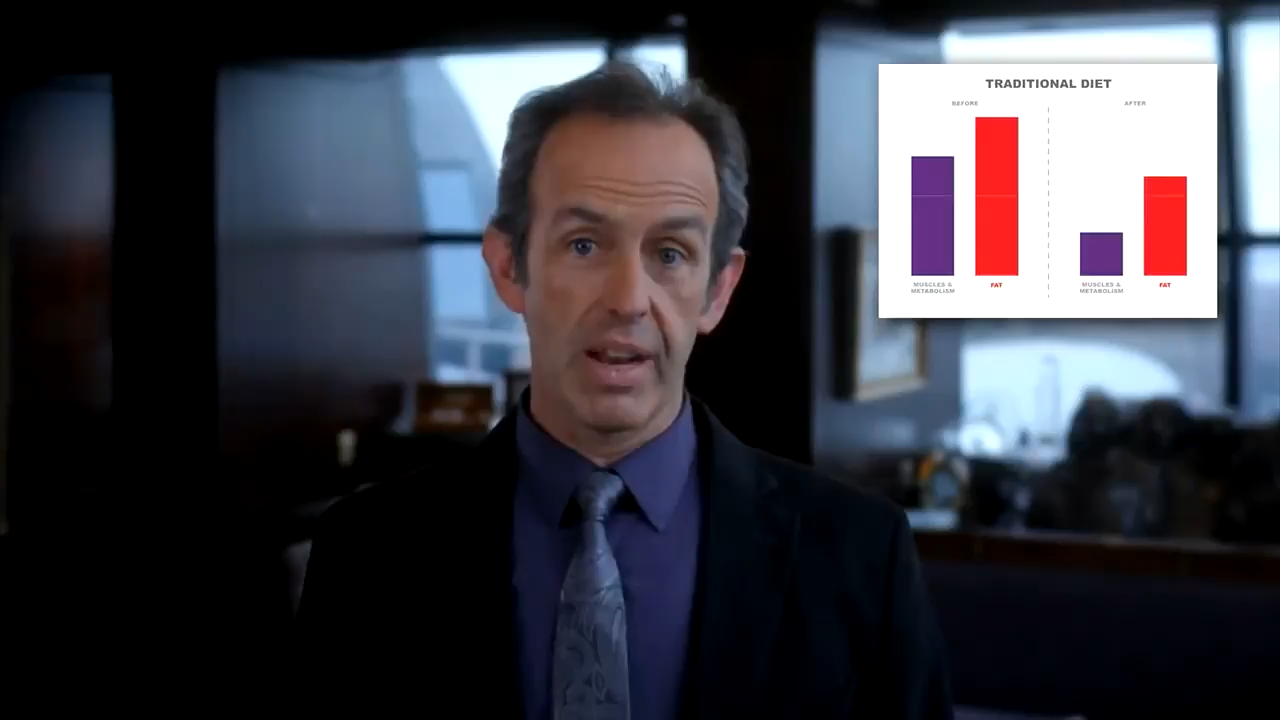 TRADITIONAL DIET
BEFORE
AFTER
MUSCLES &
METABOLISM
FAT
MUSCLES &
METABOLISM
FAT